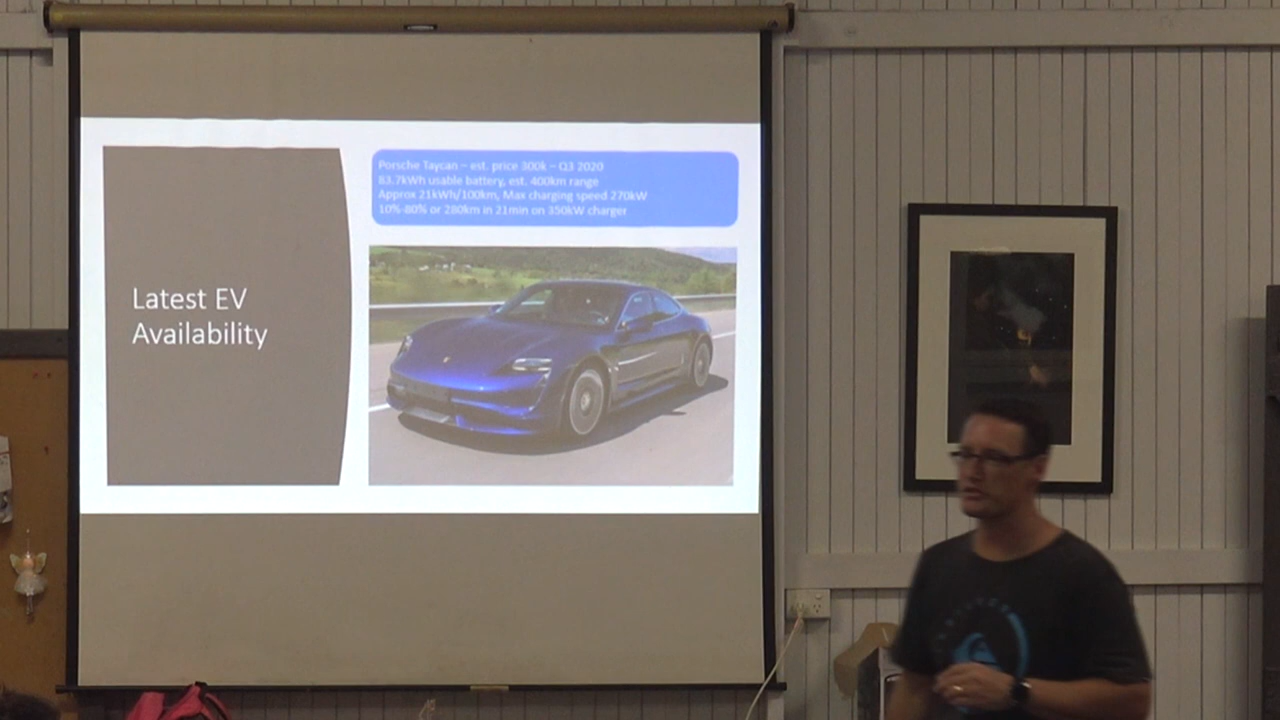 Porsche Taycan – est. price 300k – Q3 2020
83.7kWh usable battery, est. 400km range
Approx 21kWh/100km, Max charging speed 270kW
10%-80% or 280km in 21min on 350kW charger
Latest EV
Availability